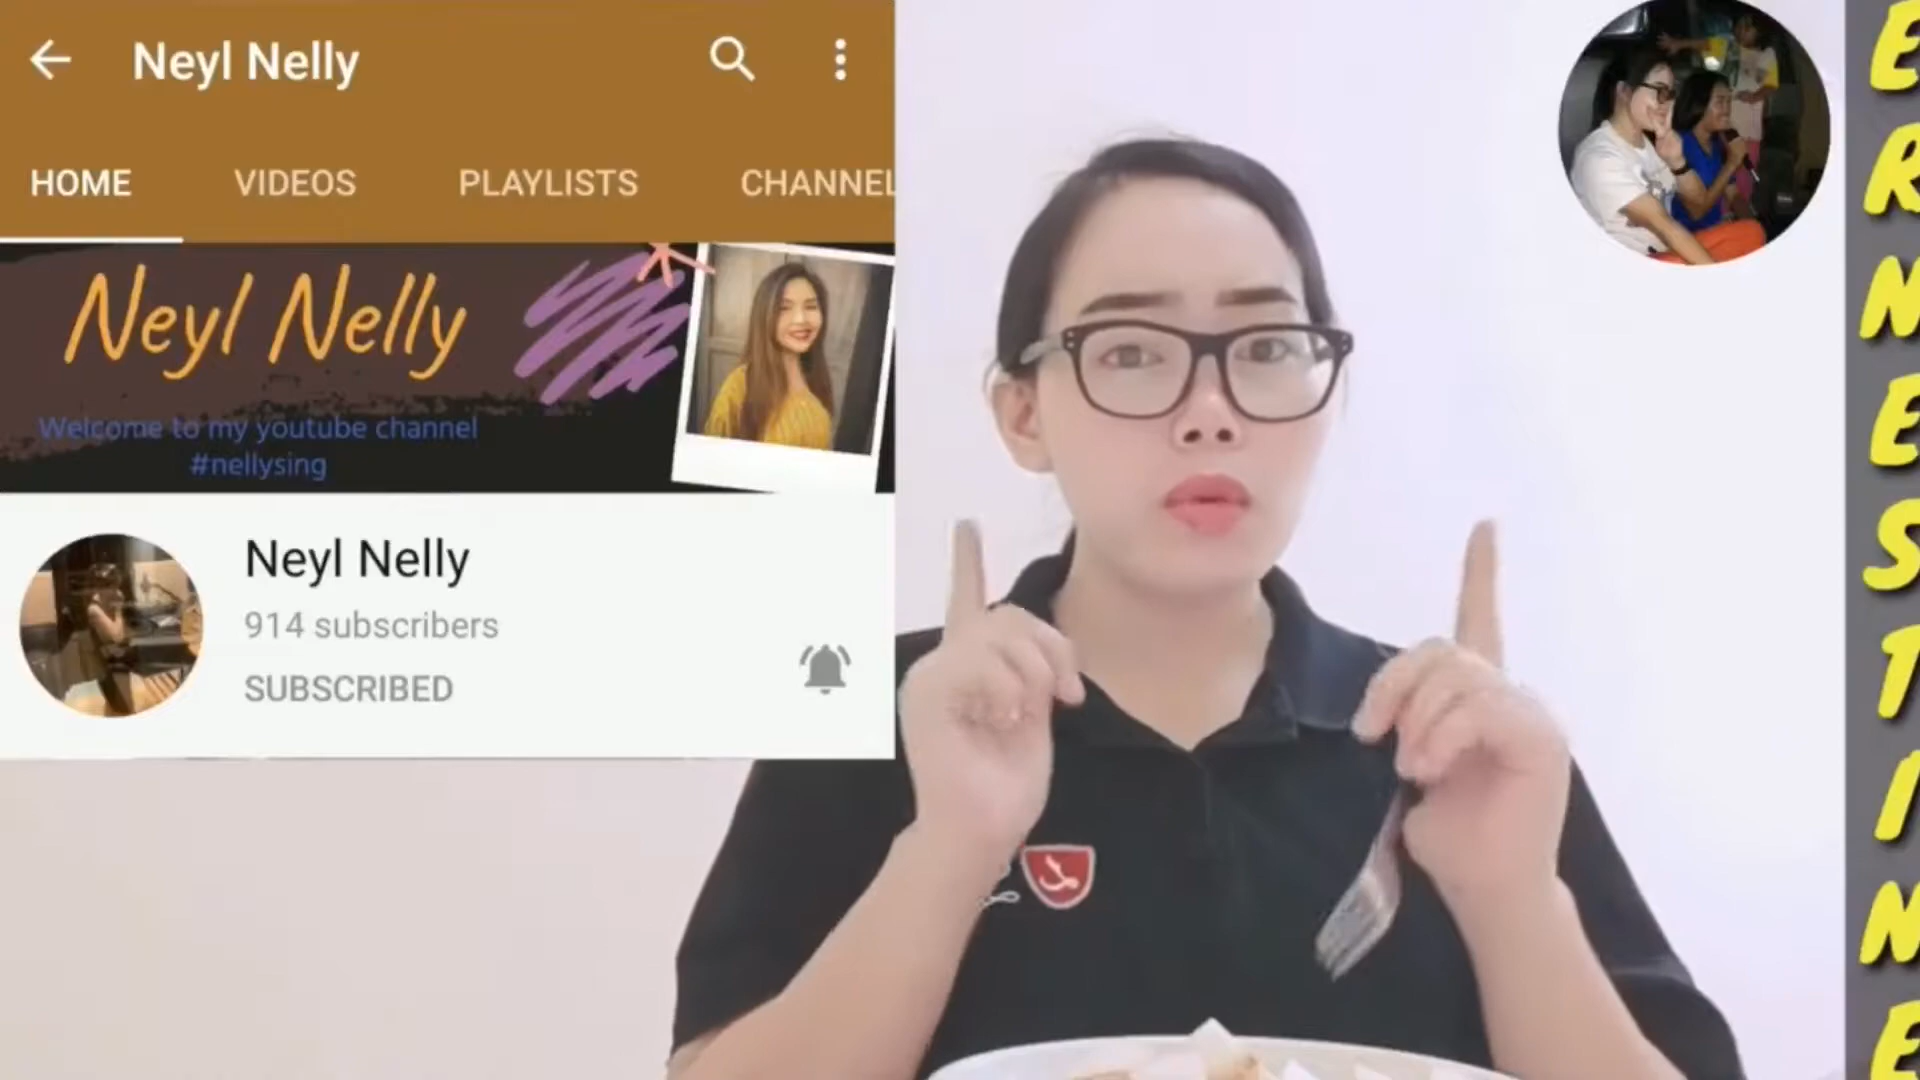 Neyl Nelly
HOME VIDEOS PLAYLISTS CHANNEL
Neyl Nelly
Welcome to my youtube channel
#nellysing
Neyl Nelly
914 subscribers
SUBSCRIBED
ERNESTINE